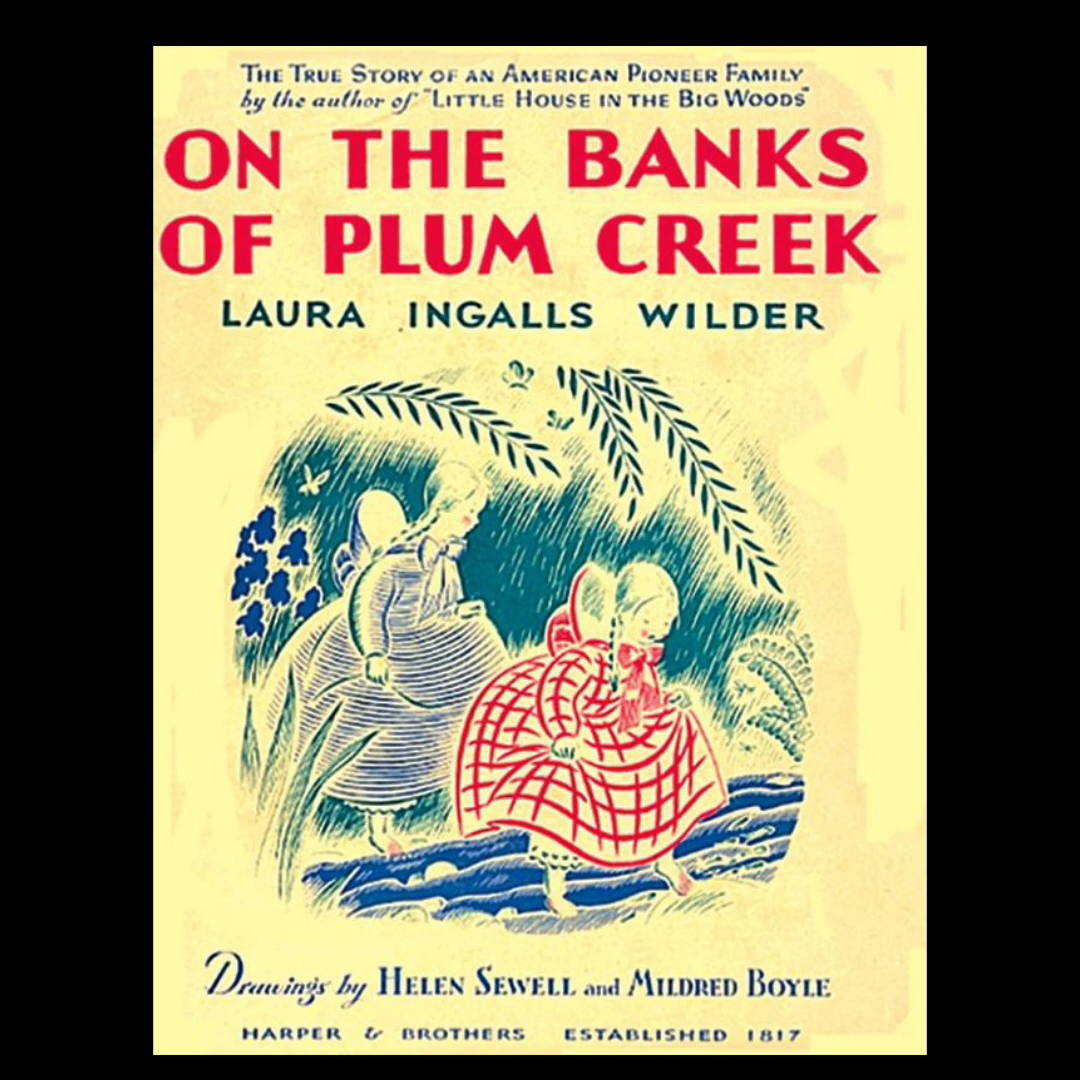 THE TRUE STORY OF AN AMERICAN PIONEER FAMILY
by the author of "LITTLE HOUSE IN THE BIG WOODS"
ON THE BANKS
OF PLUM CREEK
LAURA INGALLS WILDER
Drawings by HELEN SEWELL and MILDRED BOYLE
HARPER & BROTHERS ESTABLISHED 1817